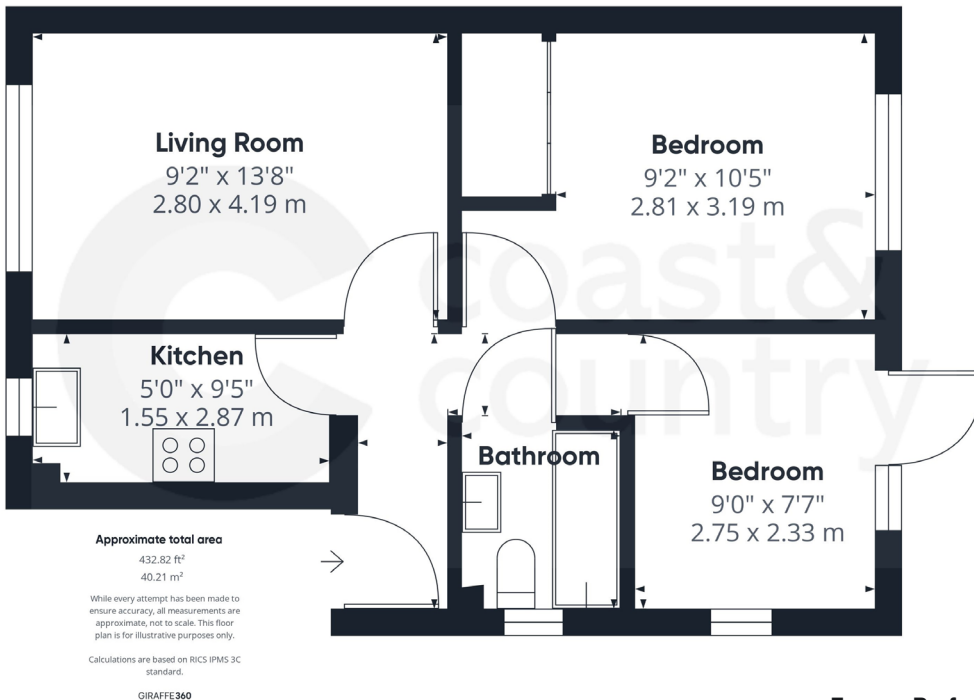 Living Room
9'2" x 13'8"
2.80 x 4.19 m
Bedroom
9'2" x 10'5"
2.81 x 3.19 m
coast&
country
Kitchen
5'0" x 9'5"
1.55 x 2.87 m
Bathroom
Bedroom
9'0" x 7'7"
2.75 x 2.33 m
Approximate total area
432.82 ft²
40.21 m²
While every attempt has been made to
ensure accuracy, all measurements are
approximate, not to scale. This floor
plan is for illustrative purposes only.
Calculations are based on RICS IPMS 3C
standard.
GIRAFFE360